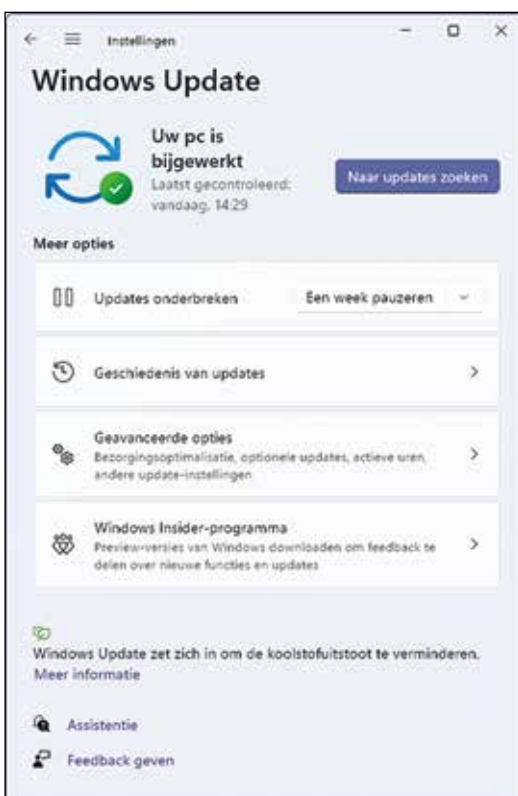 Instellingen
Windows Update
Uw pc is
bijgewerkt
Laatst gecontroleerd:
vandaag, 14:29
Naar updates zoeken
Meer opties
Updates onderbreken
Een week pauzeren
Geschiedenis van updates
Geavanceerde opties
Bezorgingsoptimalisatie, optionele updates, actieve uren,
andere update-instellingen
Windows Insider-programma
Preview-versies van Windows downloaden om feedback te
delen over nieuwe functies en updates
Windows Update zet zich in om de koolstofuitstoot te verminderen.
Meer informatie
Assistentie
Feedback geven